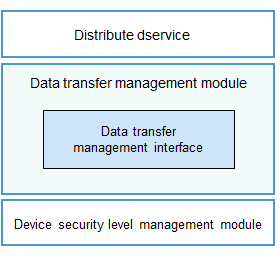 Distribute dservice
Data transfer management module
Data transfer
management interface
Device security level management module